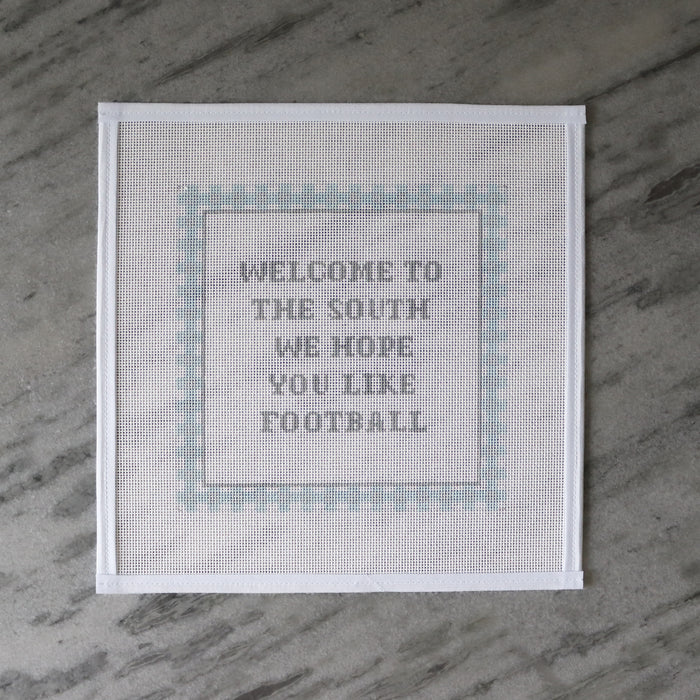 WELCOME TO
THE SOUTH
WE HOPE
YOU LIKE
FOOTBALL